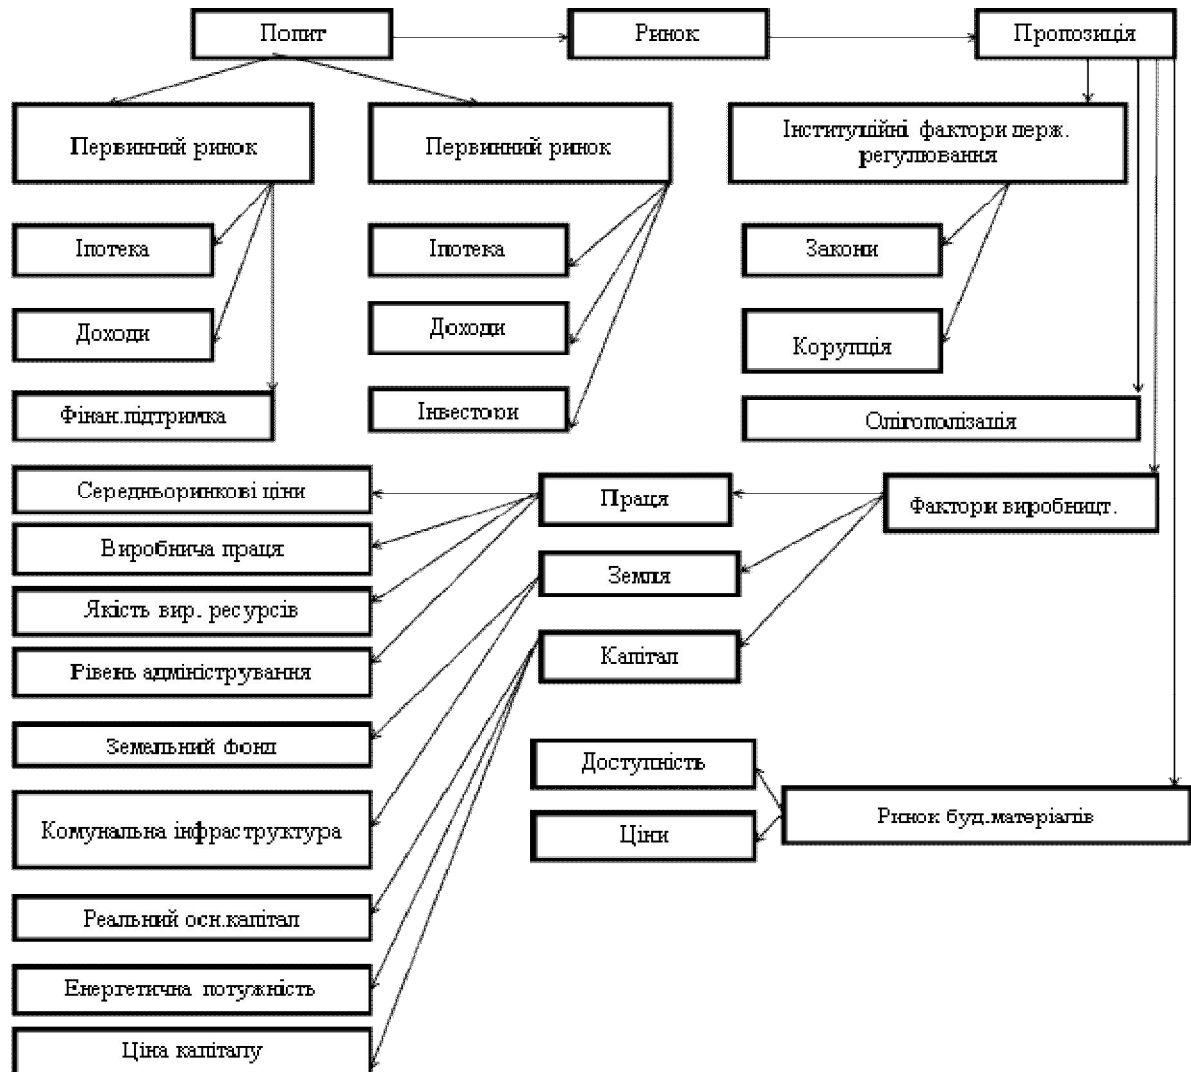 Попит
Ринок
Пропозиція
Первинний ринок
Первинний ринок
Інституційні фактори держ.
регулювання
Іпотека
Іпотека
Закони
Доходи
Доходи
Корупція
Фінан.підтримка
Інвестори
Олігополізація
Середньоринкові ціни
Праця
Фактори виробницт.
Виробнича праця
Земля
Якість вир. ресурсів
Капітал
Рівень адміністрування
Земельний фонд
Доступність
Комунальна інфраструктура
Ціни
Ринок буд.матеріалів
Реальний осн.капітал
Енергетична потужність
Ціна капіталу